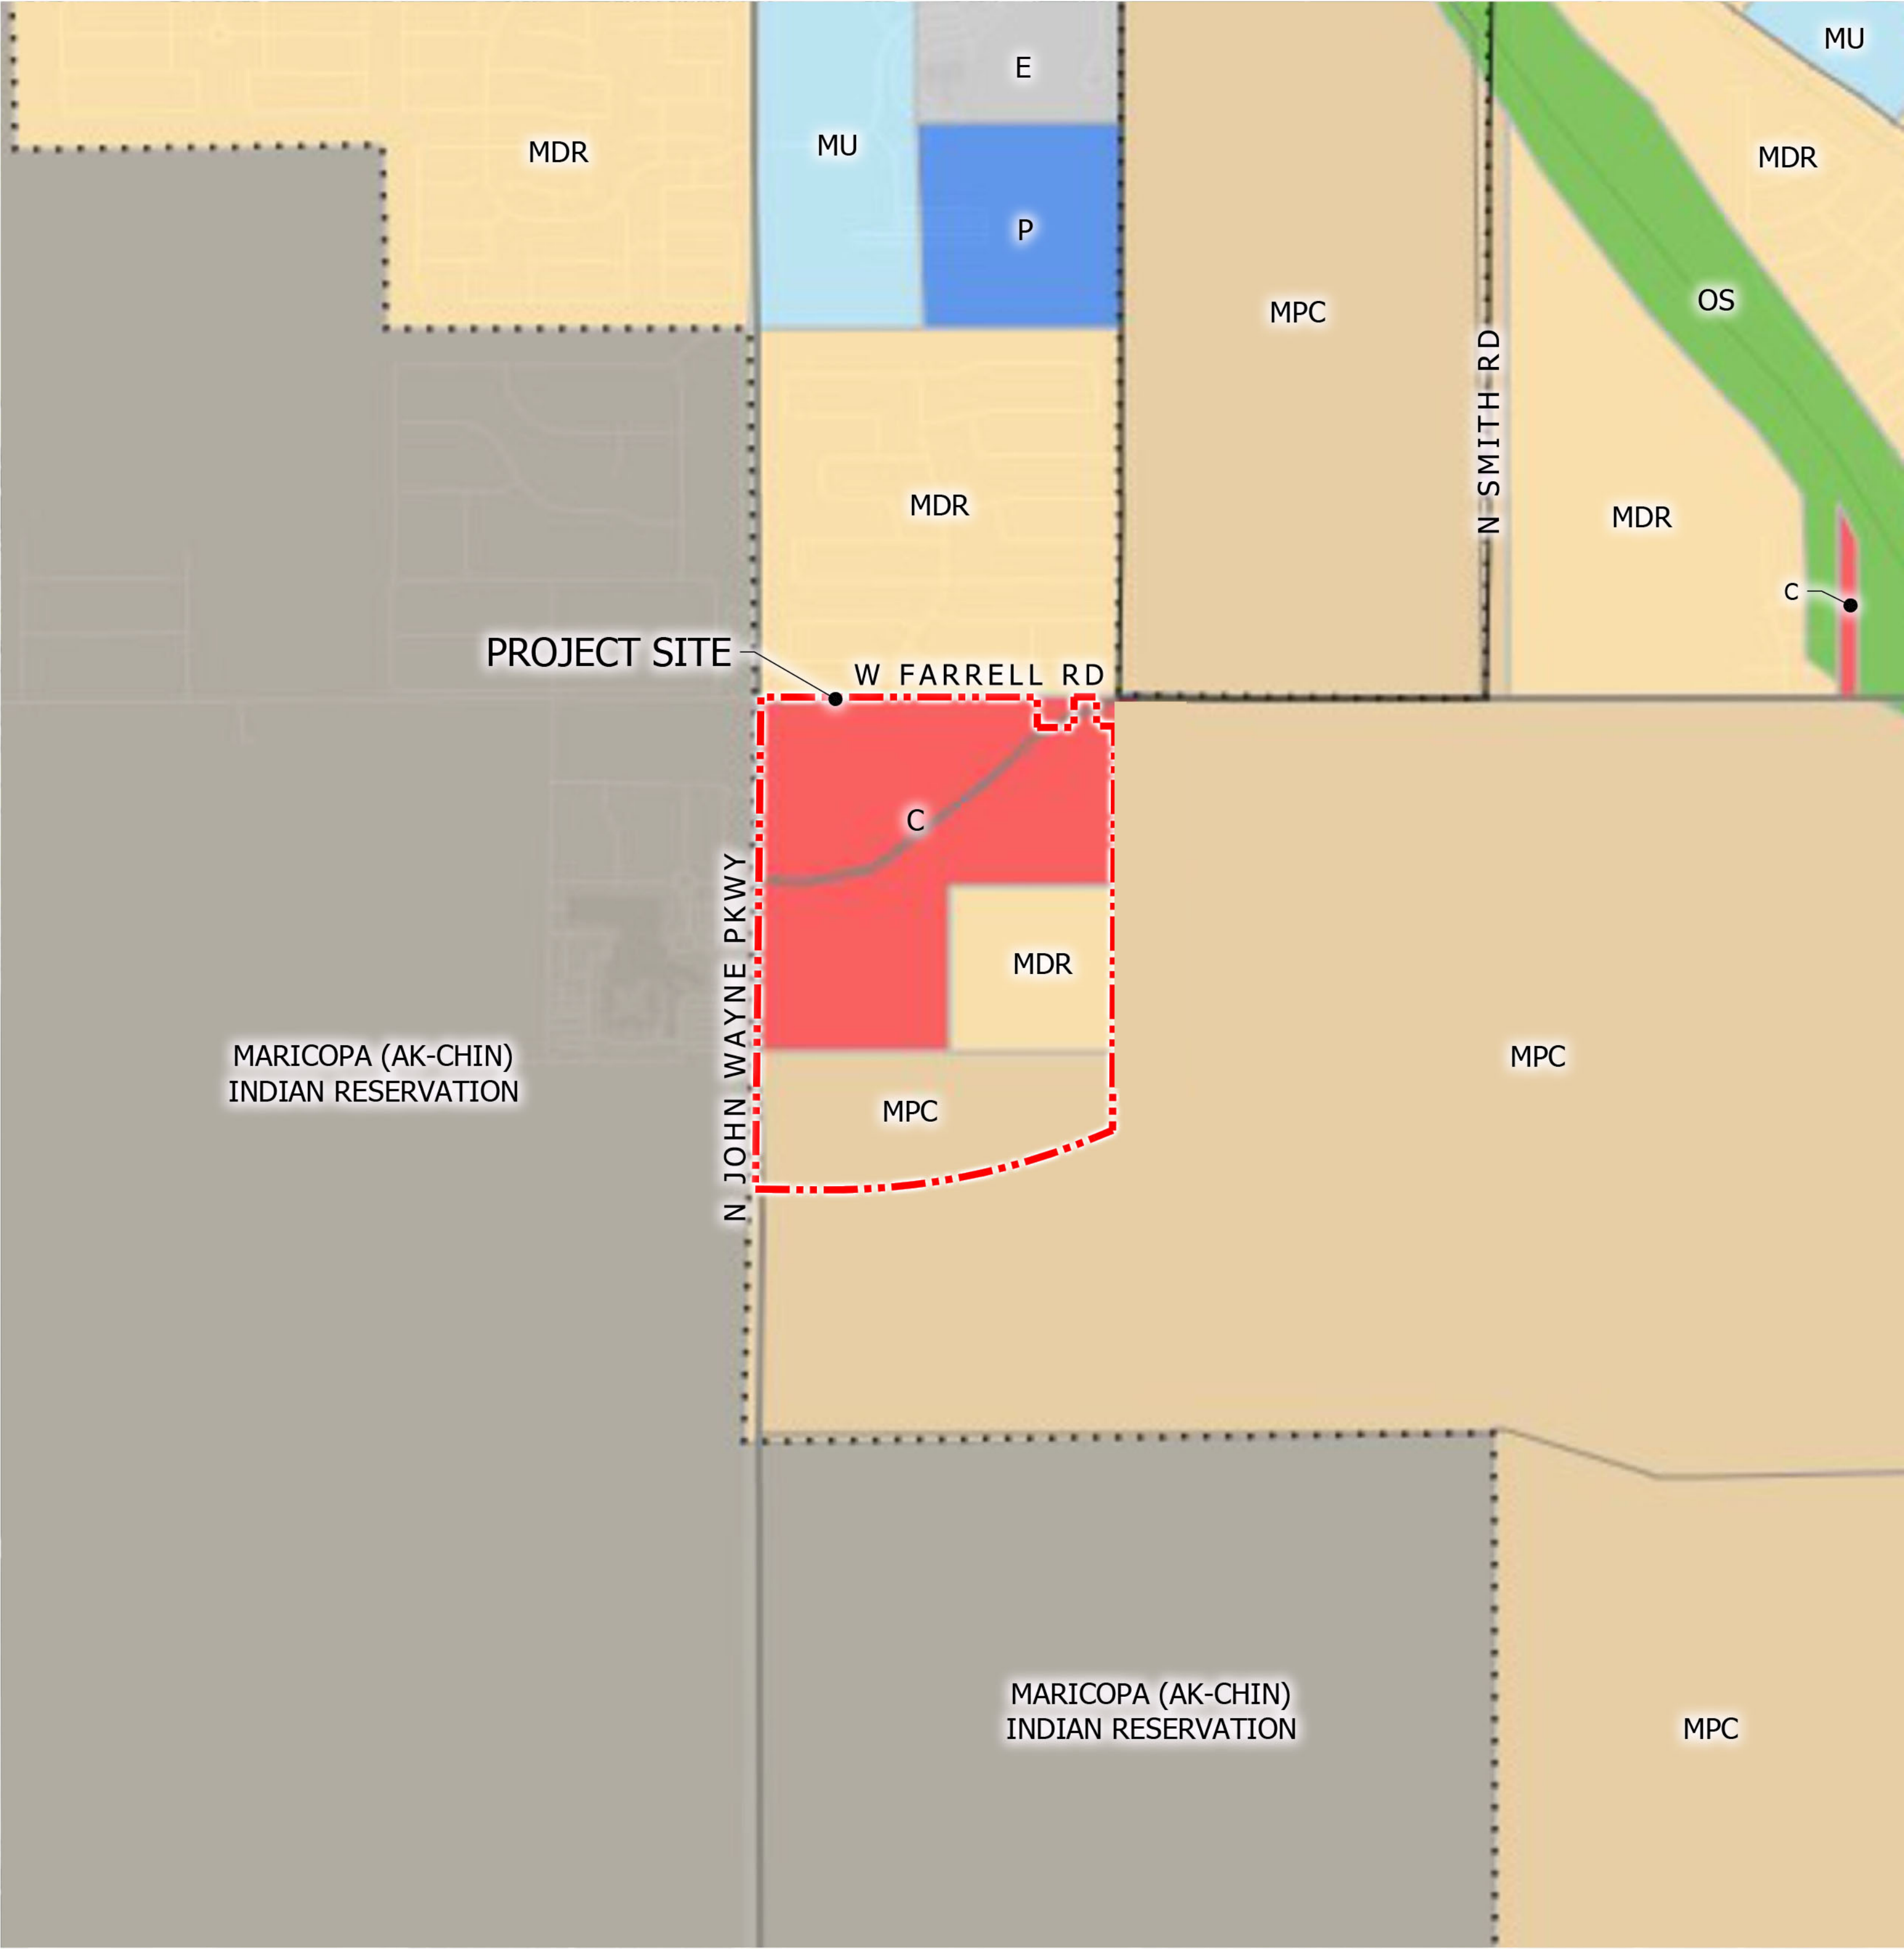 MU
E
MU
MDR
MDR
P
OS
MPC
N SMITH RD
MDR
MDR
C
PROJECT SITE
W FARRELL RD
C
N JOHN WAYNE PKWY
MDR
MARICOPA (AK-CHIN)
INDIAN RESERVATION
MPC
MPC
MARICOPA (AK-CHIN)
INDIAN RESERVATION
MPC